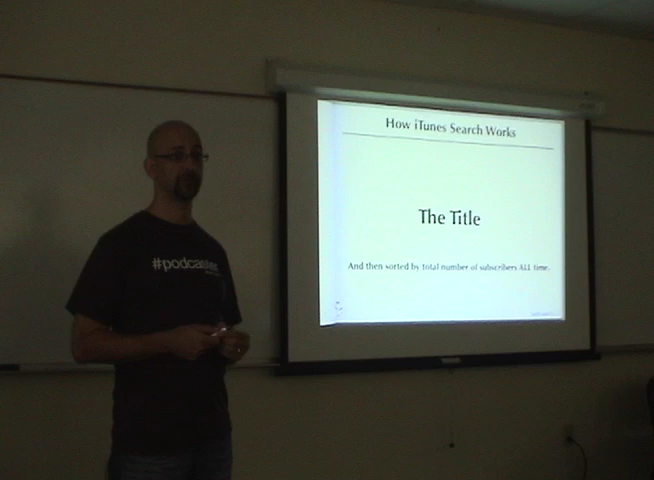 How iTunes Search Works
The Title
And then sorted by total number of subscribers ALL time.
#podcaster